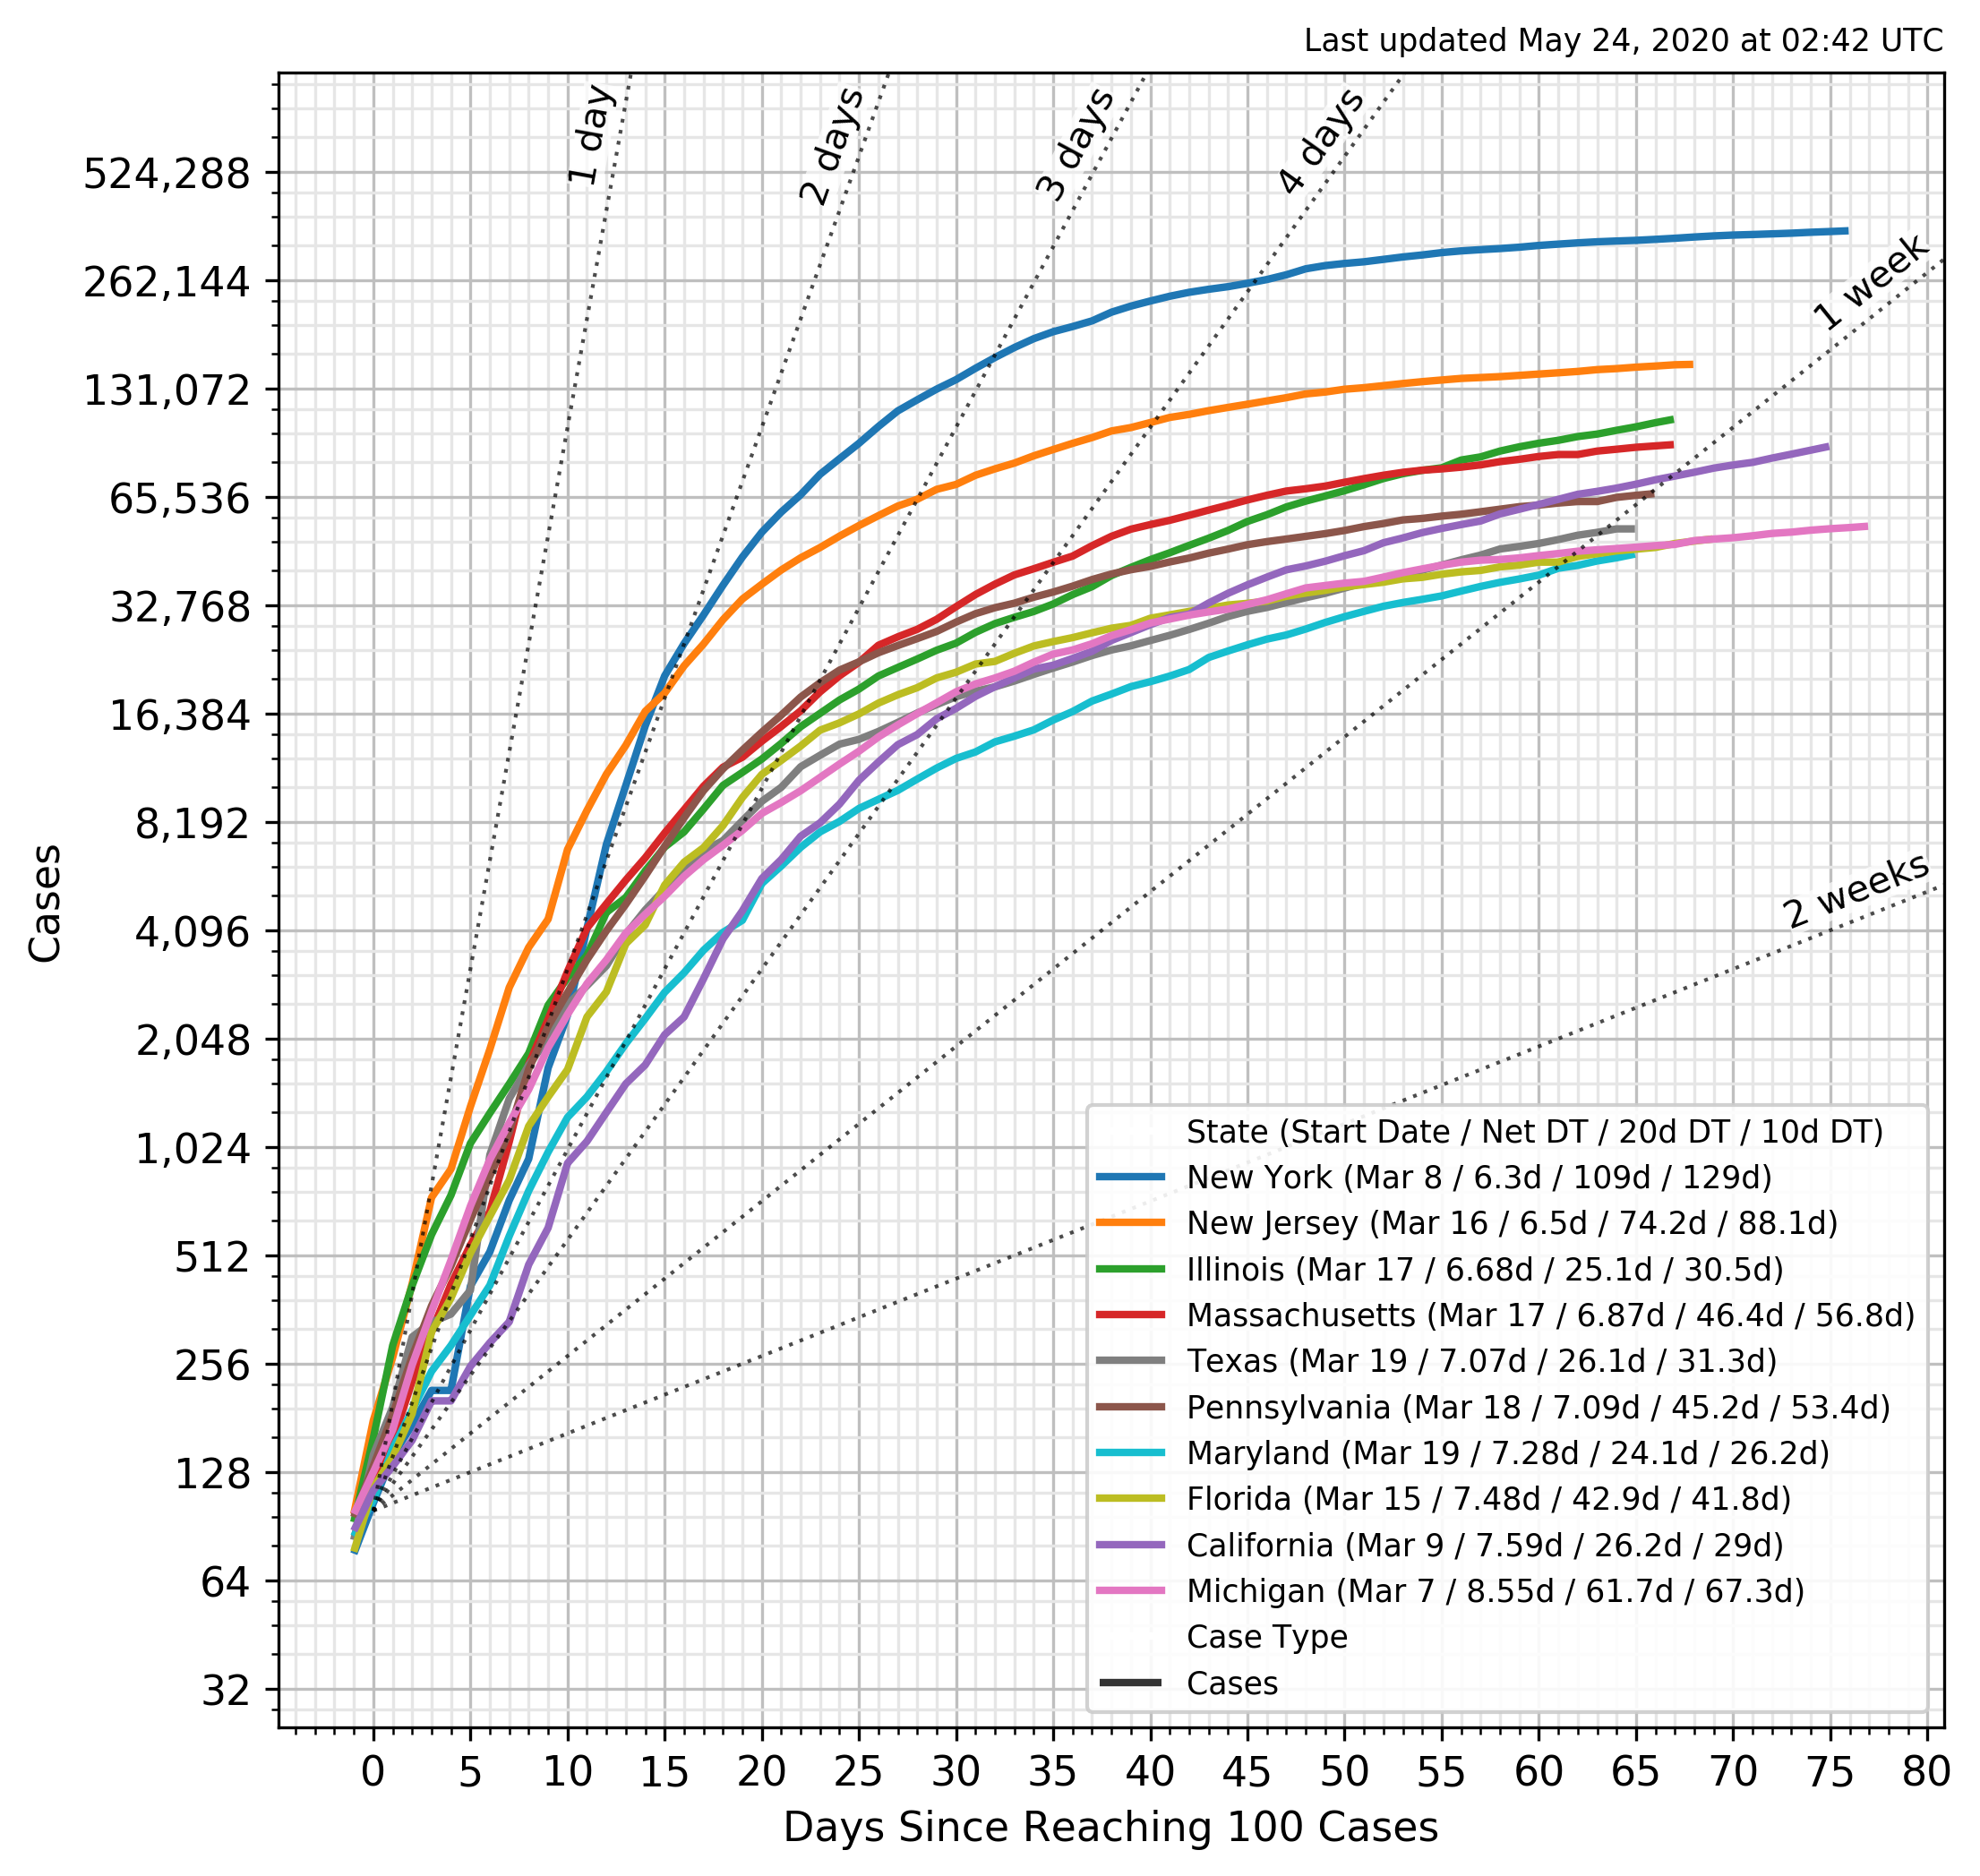 Last updated May 24, 2020 at 02:42 UTC
1 day
2 days
3 days
4 days
1 week
2 weeks
524,288
262,144
131,072
65,536
32,768
16,384
8,192
4,096
2,048
1,024
512
256
128
64
32
Cases
State (Start Date / Net DT / 20d DT / 10d DT)
New York (Mar 8 / 6.3d / 109d / 129d)
New Jersey (Mar 16 / 6.5d / 74.2d / 88.1d)
Illinois (Mar 17 / 6.68d / 25.1d / 30.5d)
Massachusetts (Mar 17 / 6.87d / 46.4d / 56.8d)
Texas (Mar 19 / 7.07d / 26.1d / 31.3d)
Pennsylvania (Mar 18 / 7.09d / 45.2d / 53.4d)
Maryland (Mar 19 / 7.28d / 24.1d / 26.2d)
Florida (Mar 15 / 7.48d / 42.9d / 41.8d)
California (Mar 9 / 7.59d / 26.2d / 29d)
Michigan (Mar 7 / 8.55d / 61.7d / 67.3d)
Case Type
Cases
0 5 10 15 20 25 30 35 40 45 50 55 60 65 70 75 80
Days Since Reaching 100 Cases